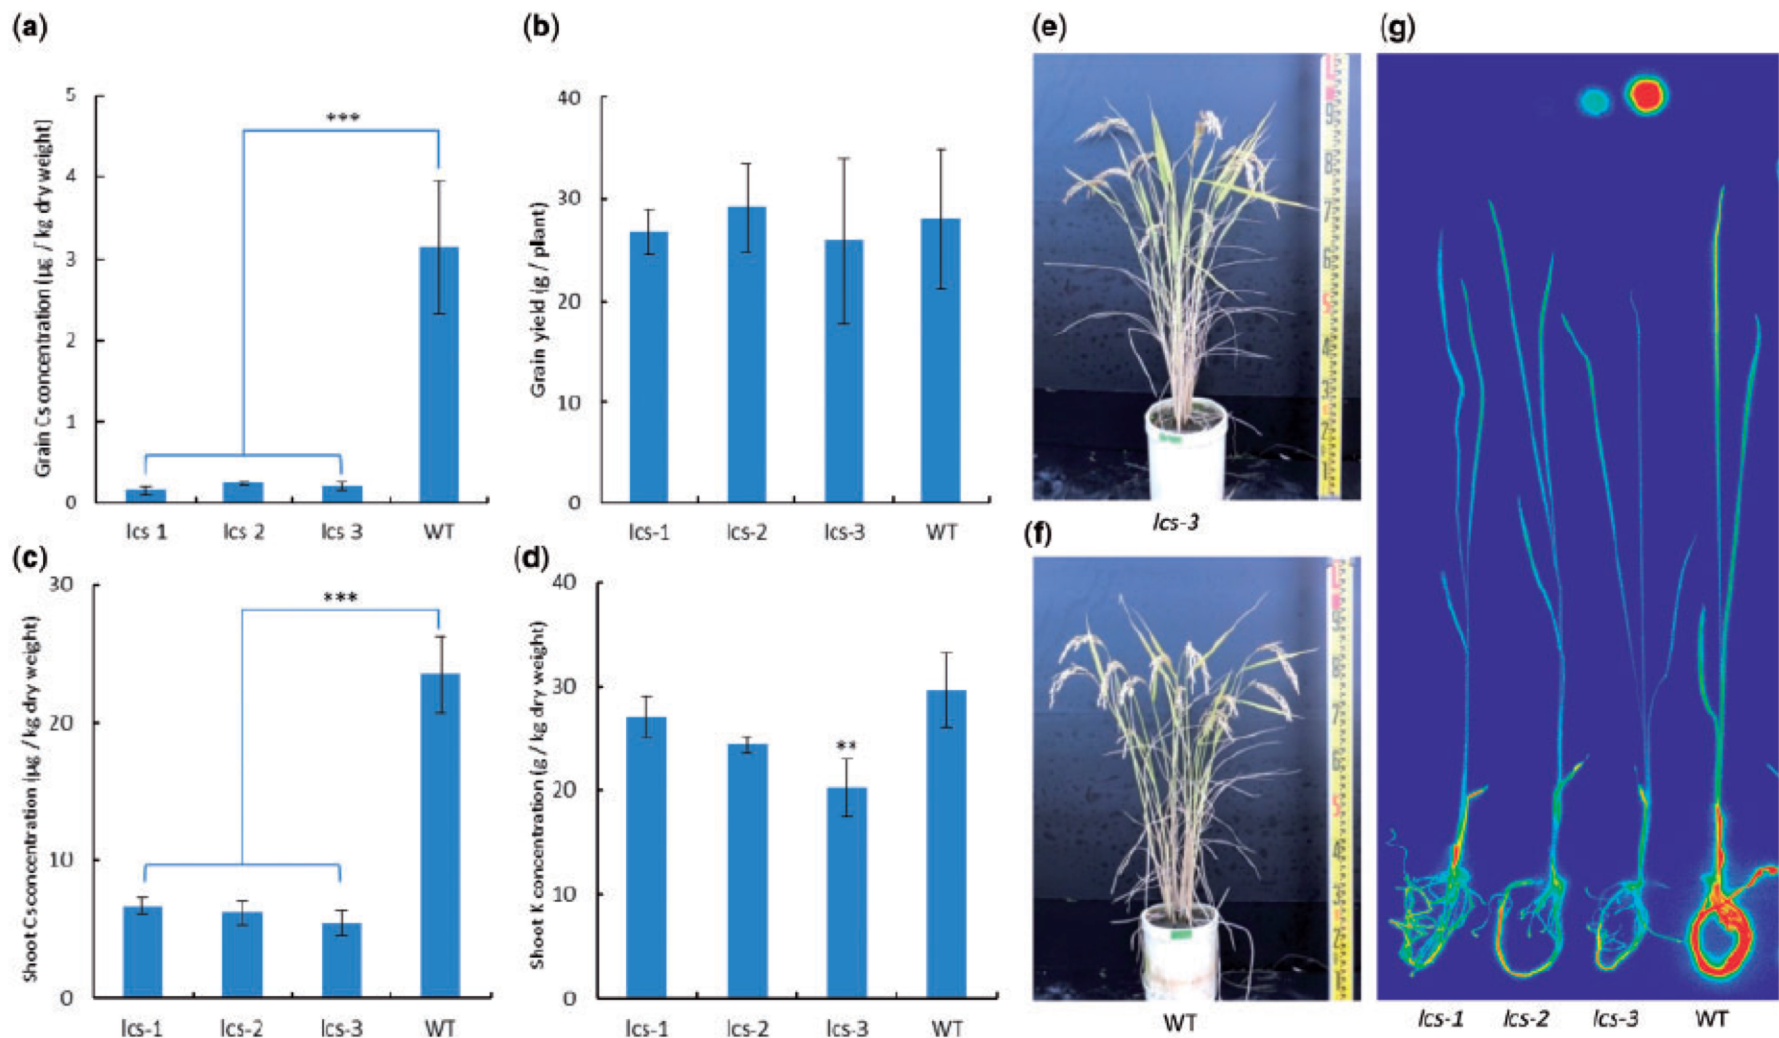 (a)
Grain Cs concentration (µg / kg dry weight)
5
4
3
2
1
0
***
lcs 1 lcs 2 lcs 3 WT
(b)
Grain yield (g / plant)
40
30
20
10
0
lcs-1 lcs-2 lcs-3 WT
(c)
Shoot Cs concentration (µg / kg dry weight)
30
20
10
0
***
lcs-1 lcs-2 lcs-3 WT
(d)
Shoot K concentration (g / kg dry weight)
40
30
20
10
0
**
lcs-1 lcs-2 lcs-3 WT
(e)
lcs-3
(f)
WT
(g)
lcs-1 lcs-2 lcs-3 WT